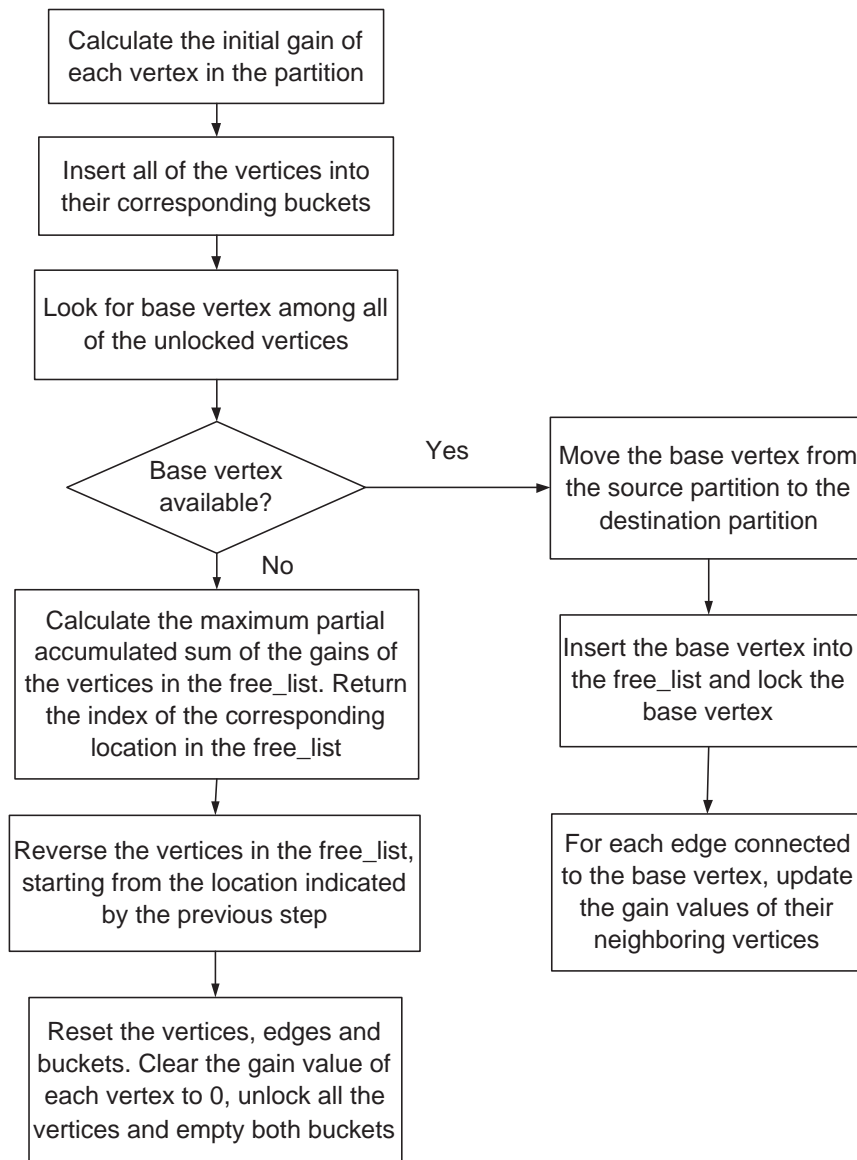 Calculate the initial gain of
each vertex in the partition
Insert all of the vertices into
their corresponding buckets
Look for base vertex among all
of the unlocked vertices
Base vertex
available?
Yes
No
Move the base vertex from
the source partition to the
destination partition
Insert the base vertex into
the free_list and lock the
base vertex
For each edge connected
to the base vertex, update
the gain values of their
neighboring vertices
Calculate the maximum partial
accumulated sum of the gains of
the vertices in the free_list. Return
the index of the corresponding
location in the free_list
Reverse the vertices in the free_list,
starting from the location indicated
by the previous step
Reset the vertices, edges and
buckets. Clear the gain value of
each vertex to 0, unlock all the
vertices and empty both buckets